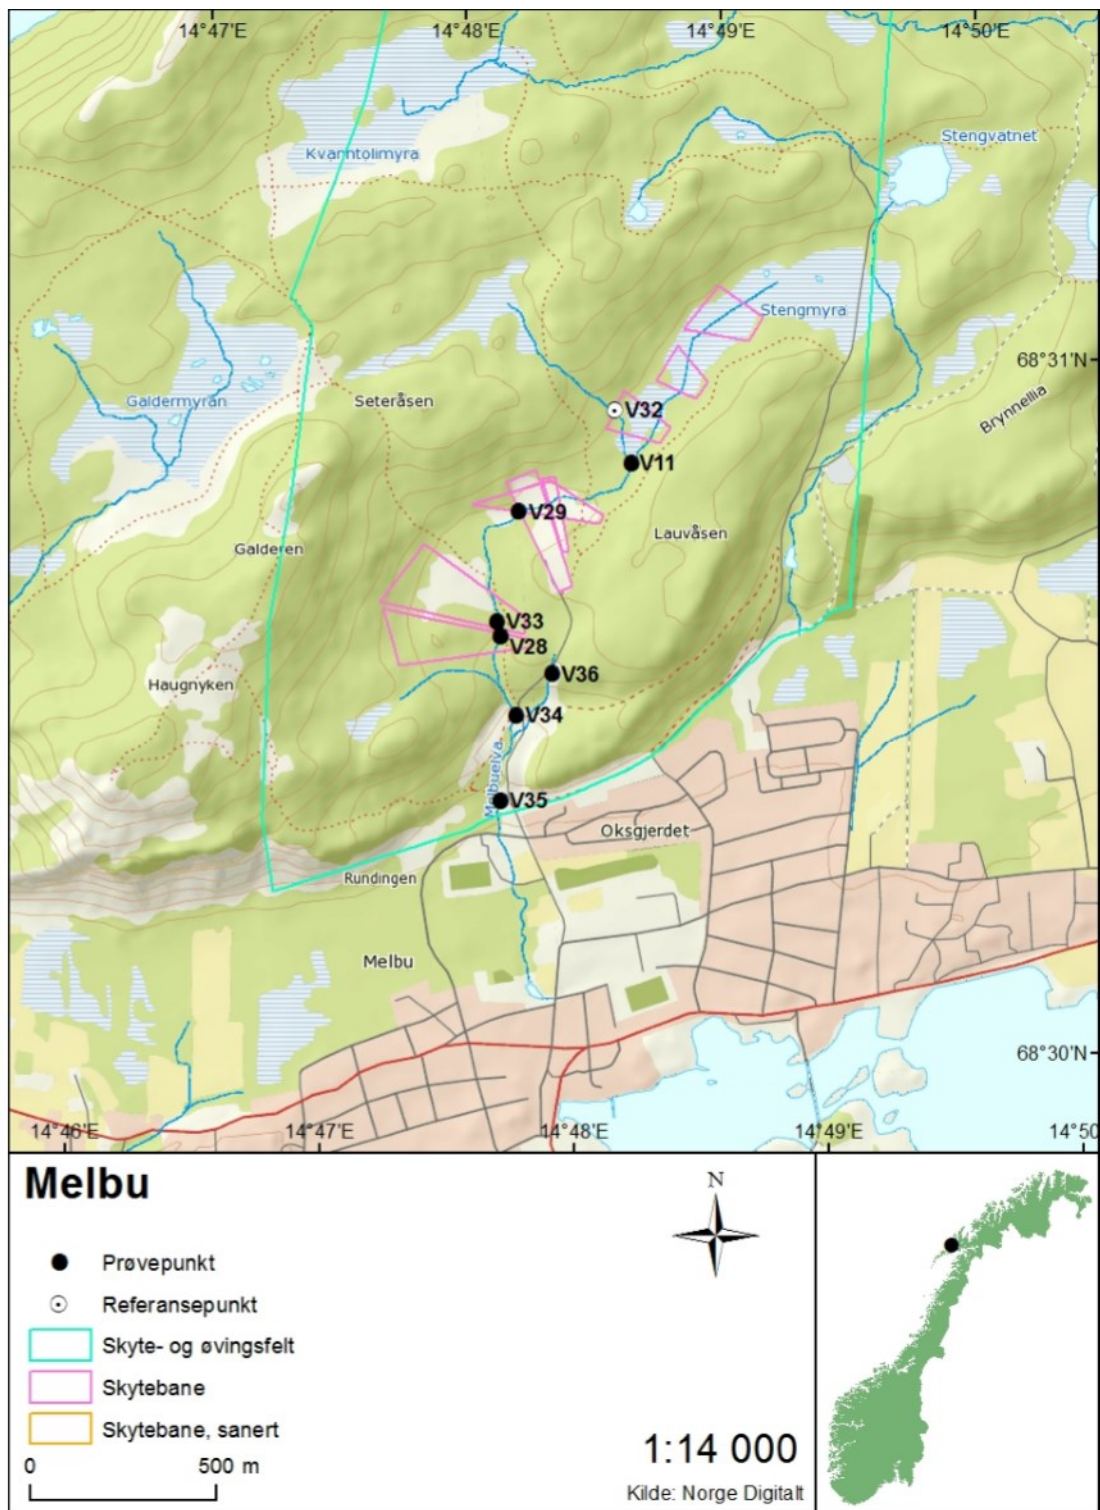 14°47'E 14°48'E 14°49'E 14°50'E
Stengvatnet
Kvanntolimyra
Stengmyra
68°31'N
Galdermyran
Seteråsen
V32
Brynnellia
V11
V29
Lauvåsen
Galderen
V33
V28
V36
Haugnyken
V34
Melbuelva
V35
Oksgjerdet
Rundingen
Melbu
68°30'N
14°46'E 14°47'E 14°48'E 14°49'E 14°50
Melbu
N
Prøvepunkt
Referansepunkt
Skyte- og øvingsfelt
Skytebane
Skytebane, sanert
0 500 m
1:14 000
Kilde: Norge Digitalt